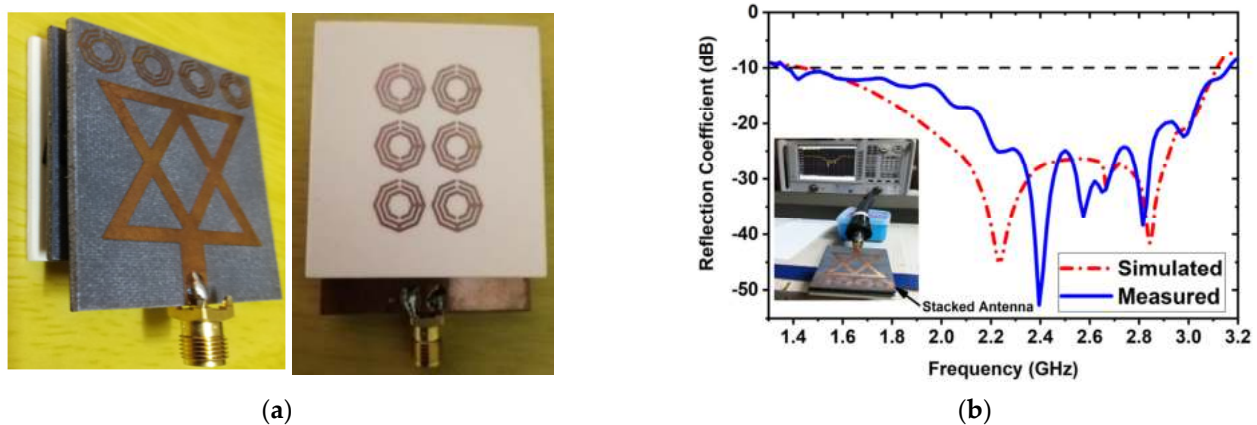 0
-10
-20
-30
-40
-50
Reflection Coefficient (dB)
Simulated
Measured
Stacked Antenna
1.4 1.6 1.8 2.0 2.2 2.4 2.6 2.8 3.0 3.2
Frequency (GHz)
(a)
(b)